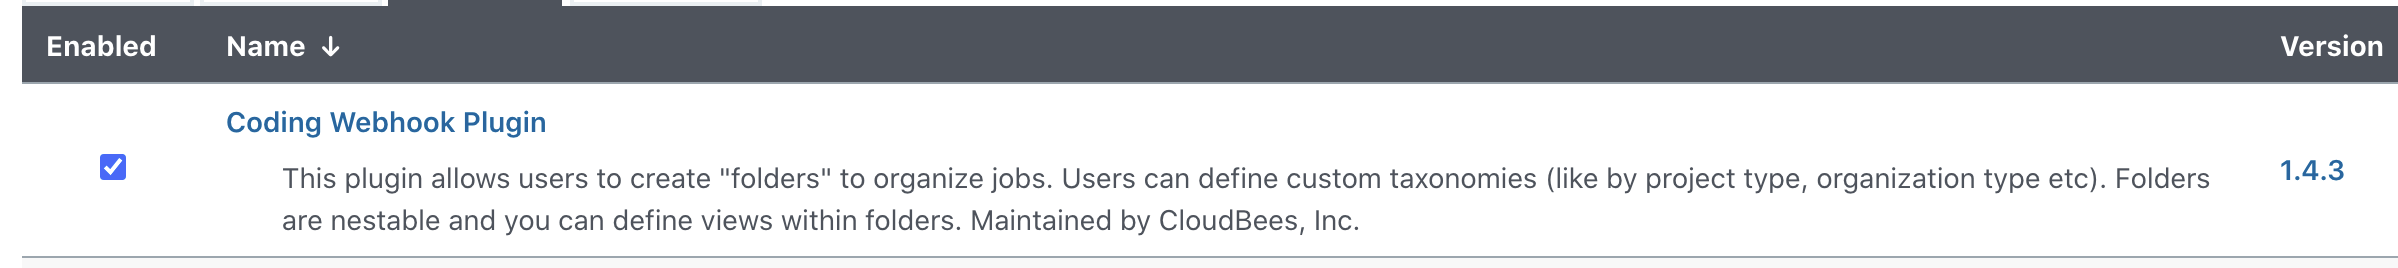 Enabled Name ↓ Version
Coding Webhook Plugin
This plugin allows users to create "folders" to organize jobs. Users can define custom taxonomies (like by project type, organization type etc). Folders
are nestable and you can define views within folders. Maintained by CloudBees, Inc.
1.4.3